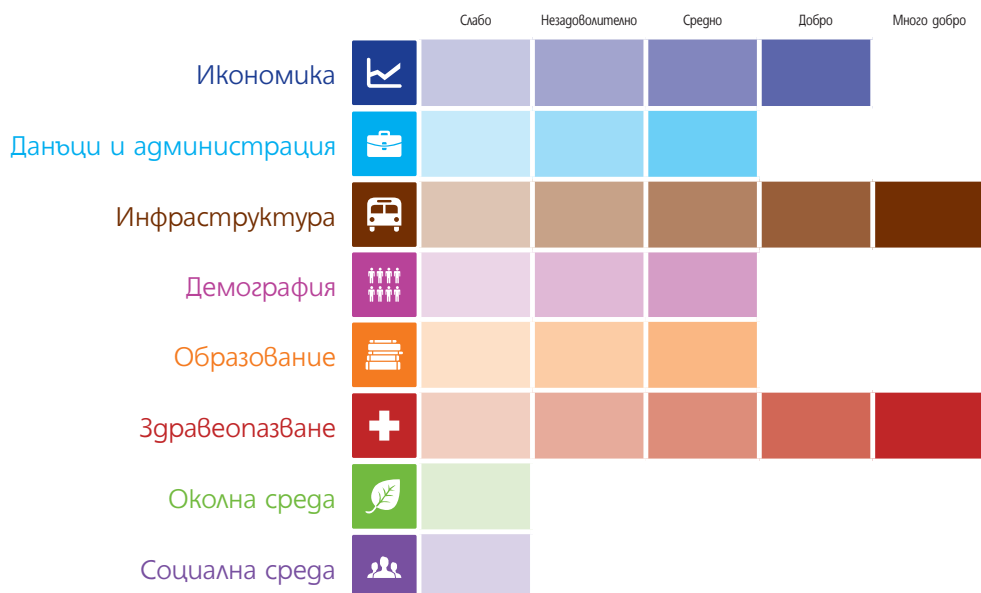 Слабо Незадоволително Средно Добро Много добро
Икономика
Данъци и администрация
Инфраструктура
Демография
Образование
Здравеопазване
Околна среда
Социална среда